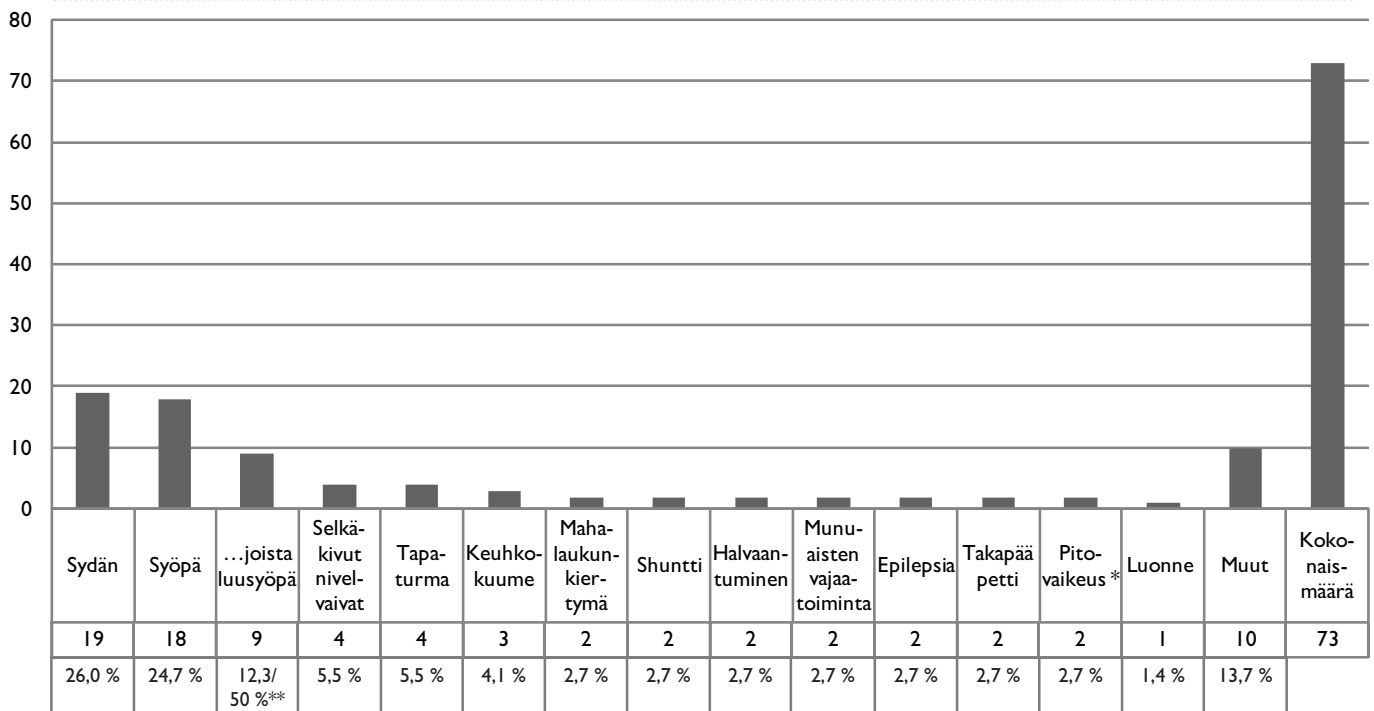 80
70
60
50
40
30
20
10
0
Sydän
Syöpä
…joista
luusyöpä
Selkä-
kivut
nivel-
vaivat
Tapa-
turma
Keuhko-
kuume
Maha-
laukun-
kier-
tymä
Shuntti
Halvaan-
tuminen
Munu-
aisten
vajaa-
toiminta
Epilepsia
Takapää
petti
Pito-
vaikeus *
Luonne
Muut
Koko-
nais-
määrä
19 18 9 4 4 3 2 2 2 2 2 2 2 1 10 73
26,0 % 24,7 % 12,3/ 5,5 % 5,5 % 4,1 % 2,7 % 2,7 % 2,7 % 2,7 % 2,7 % 2,7 % 2,7 % 1,4 % 13,7 %
50 %**